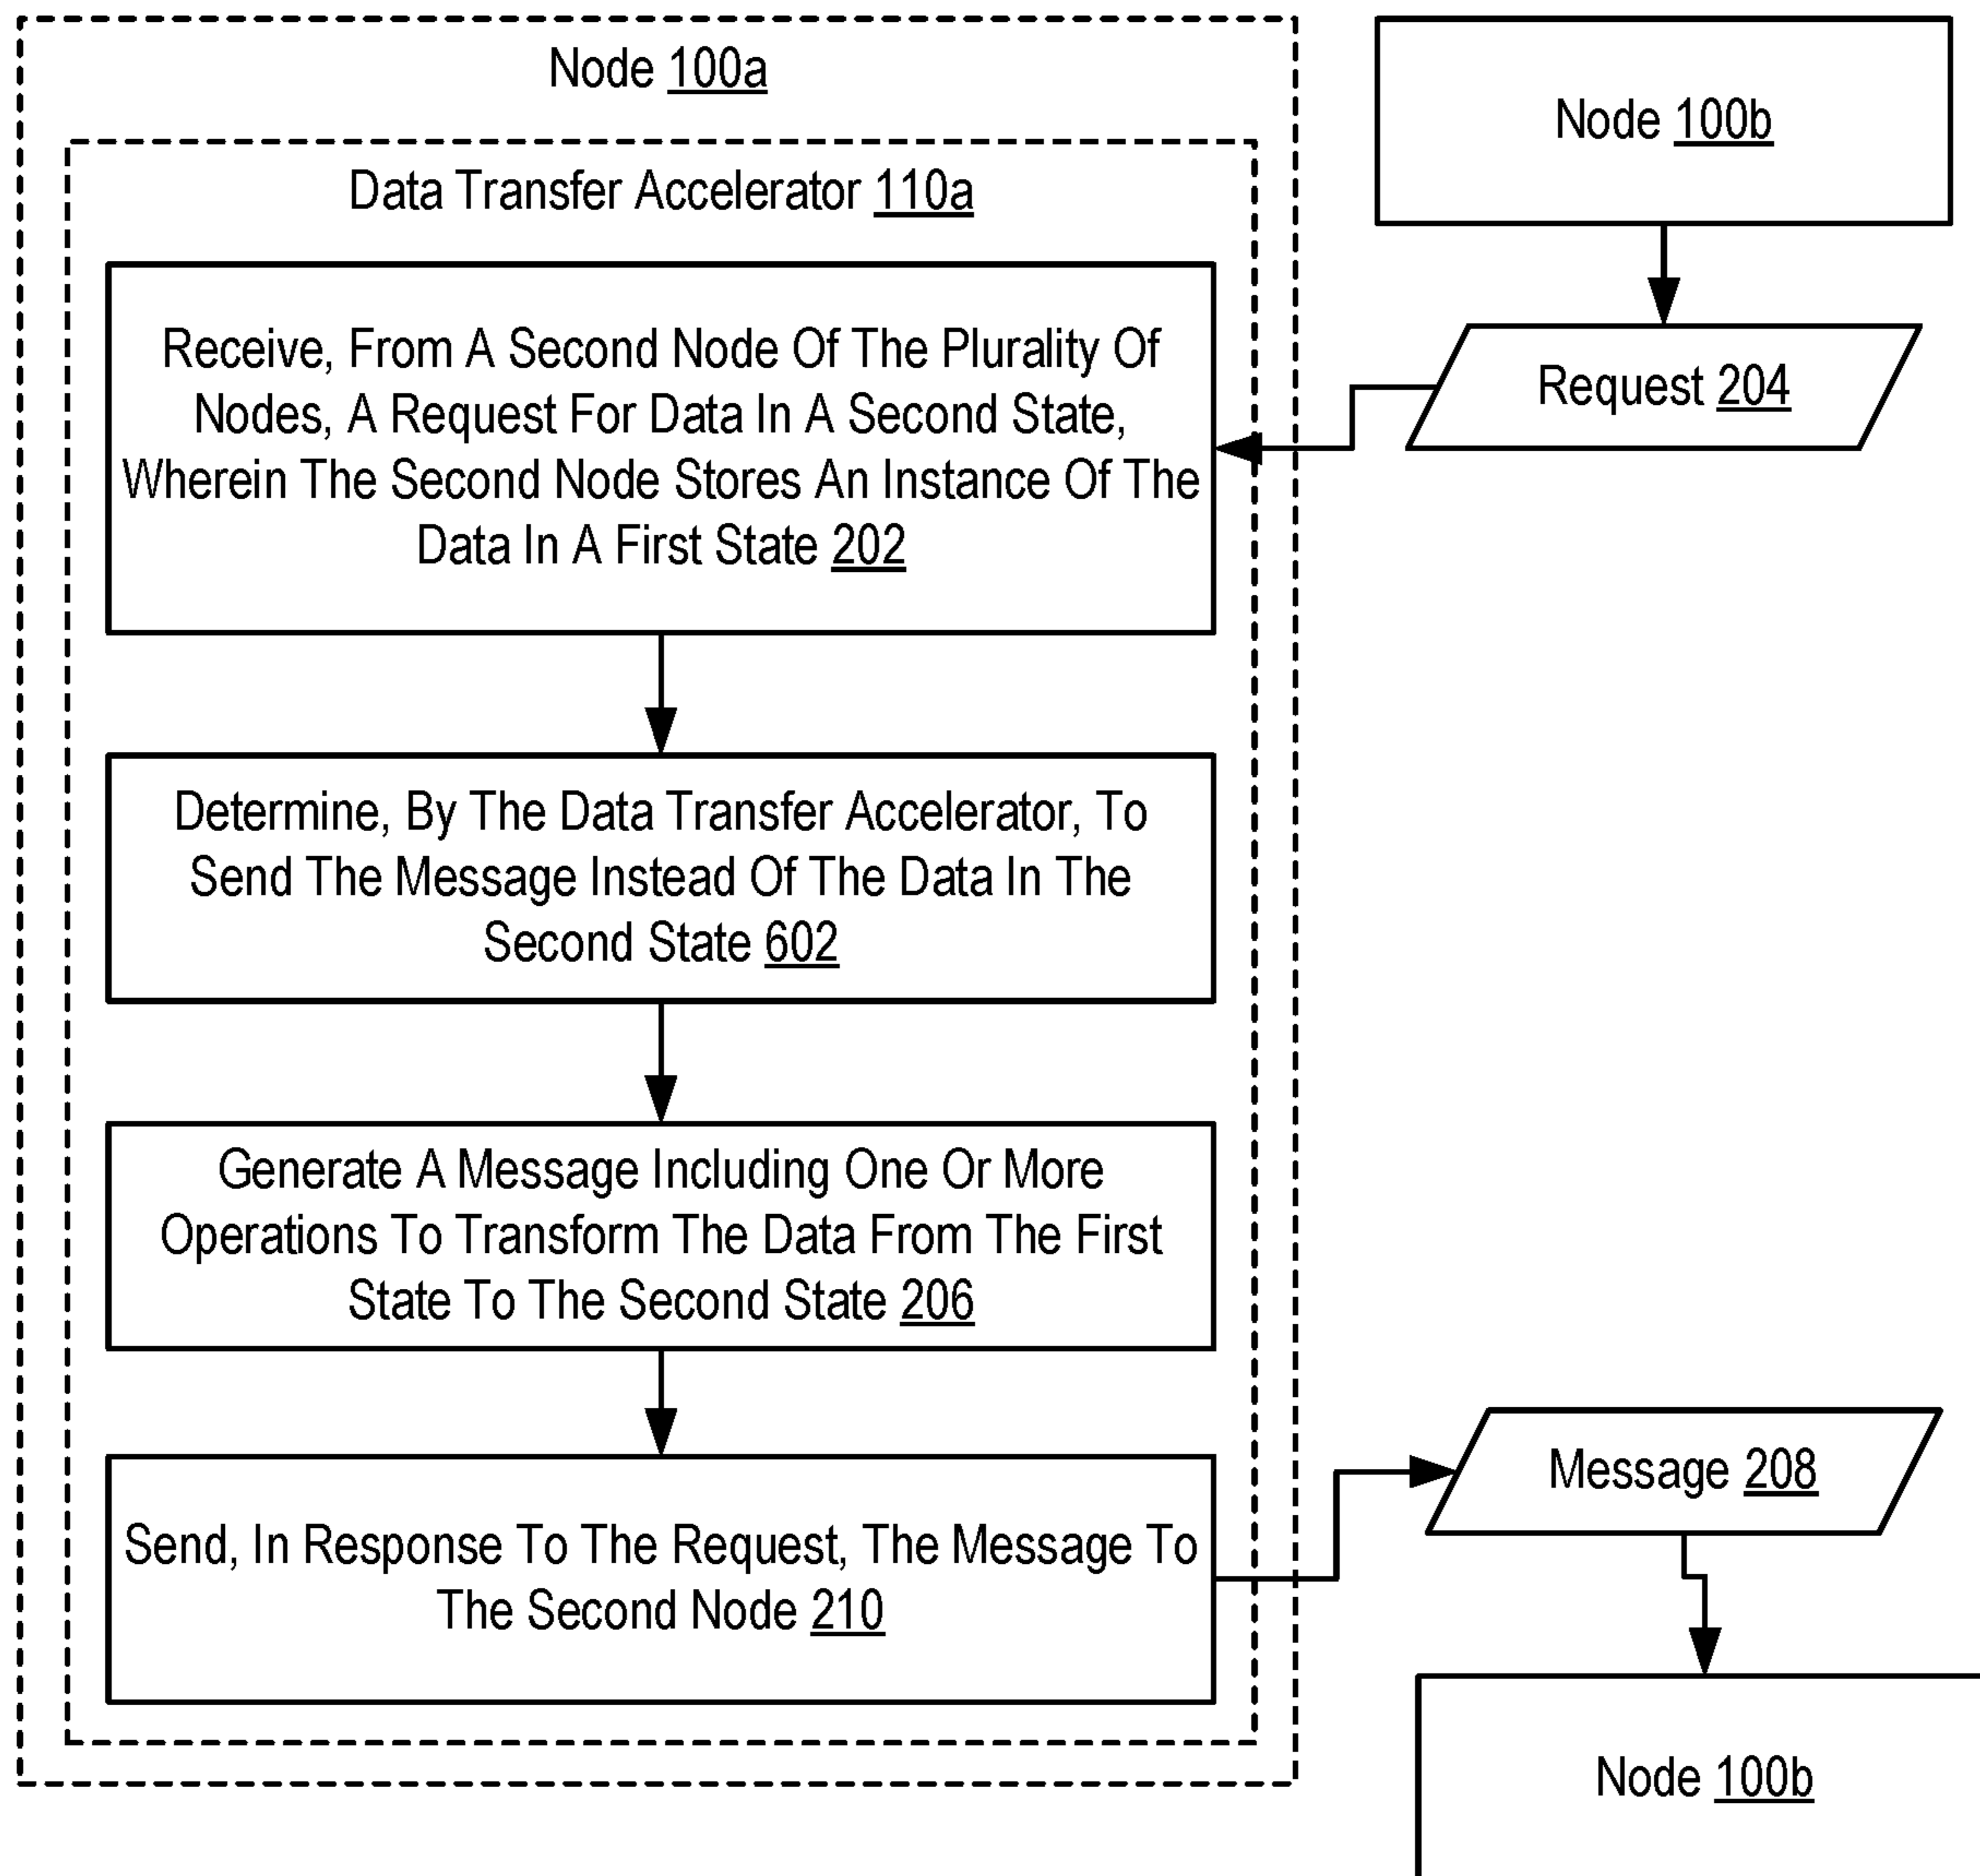 Node 100a
Data Transfer Accelerator 110a
Receive, From A Second Node Of The Plurality Of
Nodes, A Request For Data In A Second State,
Wherein The Second Node Stores An Instance Of The
Data In A First State 202
Node 100b
Request 204
Determine, By The Data Transfer Accelerator, To
Send The Message Instead Of The Data In The
Second State 602
Generate A Message Including One Or More
Operations To Transform The Data From The First
State To The Second State 206
Send, In Response To The Request, The Message To
The Second Node 210
Message 208
Node 100b